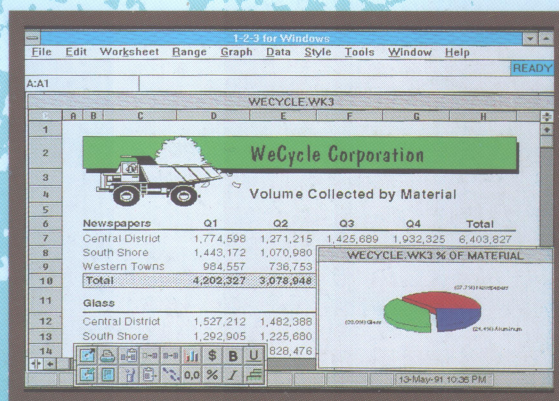 1-2-3 for Windows
File Edit Worksheet Range Graph Data Style Tools Window Help
READY
A:A1
WECYCLE.WK3
A B C D E F G H
1
2 WeCycle Corporation
3
4 Volume Collected by Material
5
6 Newspapers Q1 Q2 Q3 Q4 Total
7 Central District 1,774,598 1,271,215 1,425,689 1,932,325 6,403,827
8 South Shore 1,443,172 1,070,980
9 Western Towns 984,557 736,753
10 Total 4,202,327 3,078,948
11 Glass
12 Central District 1,527,212 1,482,388
13 South Shore 1,292,905 1,225,680
14 828,476
WECYCLE.WK3 % OF MATERIAL
Newspaper
Glass
Aluminum
$ B U
0,0 % I
13-May-91 10:36 PM